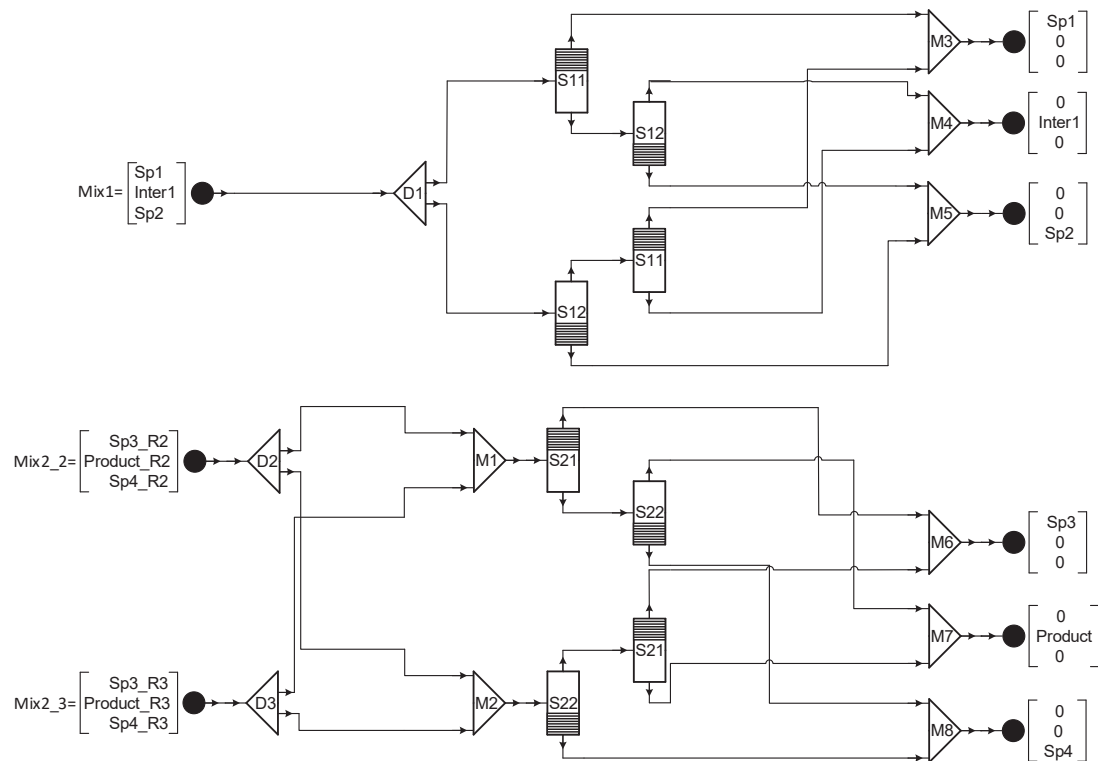 Sp1
M3
0
S11
0
0
S12
M4
Inter1
0
Sp1
Mix1=
Inter1
D1
Sp2
0
M5
0
Sp2
S11
S12
Sp3_R2
Mix2_2=
Product_R2
D2
M1
S21
Sp4_R2
S22
Sp3
M6
0
0
0
M7
Product
0
S21
Sp3_R3
Mix2_3=
Product_R3
D3
M2
S22
Sp4_R3
0
M8
0
Sp4